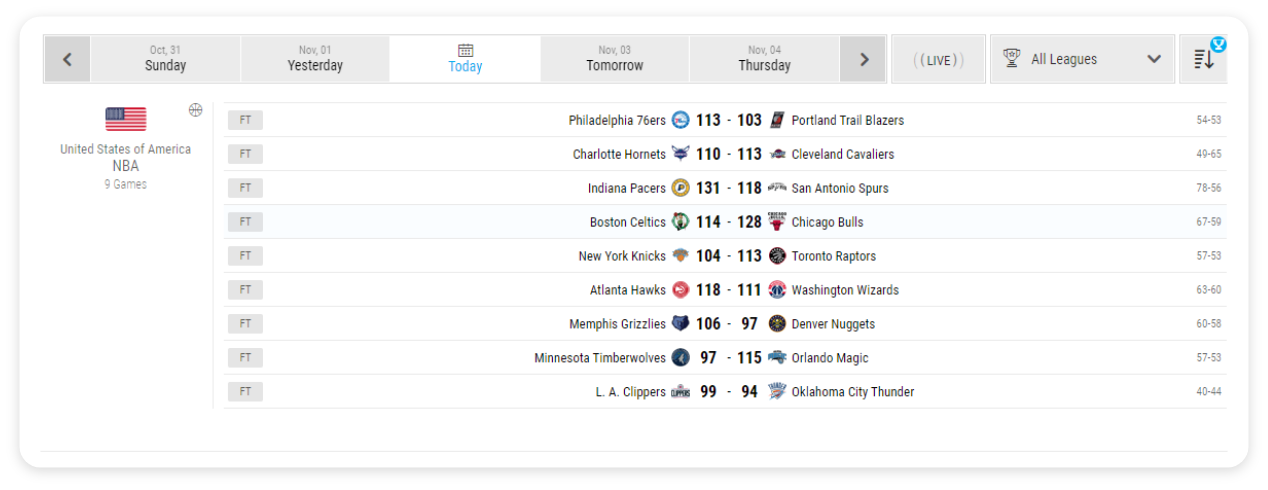 Oct, 31
Sunday
Nov, 01
Yesterday
Today
Nov, 03
Tomorrow
Nov, 04
Thursday
((LIVE))
All Leagues
United States of America
NBA
9 Games
FT Philadelphia 76ers 113 - 103 Portland Trail Blazers 54-53
FT Charlotte Hornets 110 - 113 Cleveland Cavaliers 49-65
FT Indiana Pacers 131 - 118 San Antonio Spurs 78-56
FT Boston Celtics 114 - 128 Chicago Bulls 67-59
FT New York Knicks 104 - 113 Toronto Raptors 57-53
FT Atlanta Hawks 118 - 111 Washington Wizards 63-60
FT Memphis Grizzlies 106 - 97 Denver Nuggets 60-58
FT Minnesota Timberwolves 97 - 115 Orlando Magic 57-53
FT L. A. Clippers 99 - 94 Oklahoma City Thunder 40-44